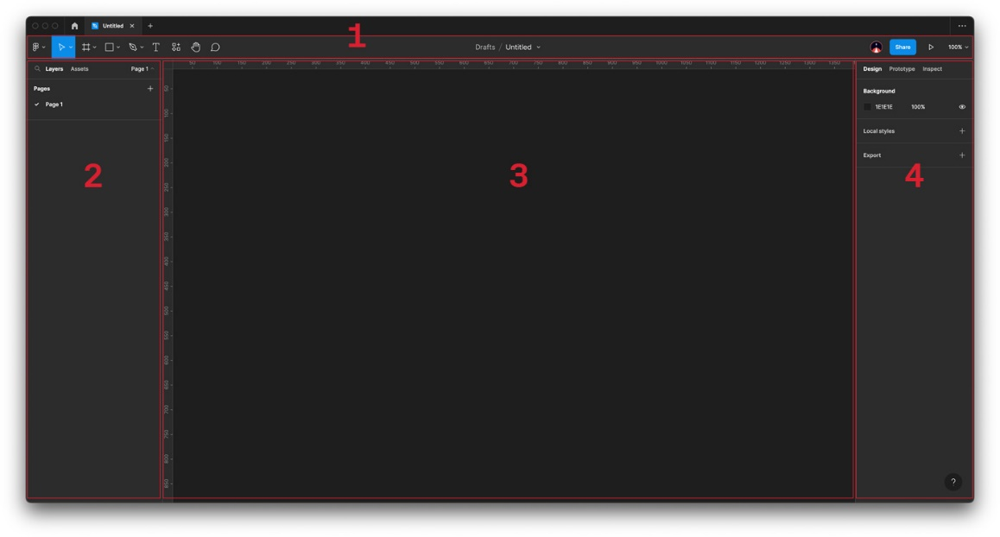 Untitled
1
Drafts / Untitled
Share
100%
Layers Assets Page 1
Pages
Page 1
2
50 100 150 200 250 300 350 400 450 500 550 600 650 700 750 800 850 900 950 1000 1050 1100 1150 1200 1250 1300 1350
50
100
150
200
250
300
350
400
450
500
550
600
650
700
750
800
850
3
Design Prototype Inspect
Background
1E1E1E 100%
Local styles
Export
4
?